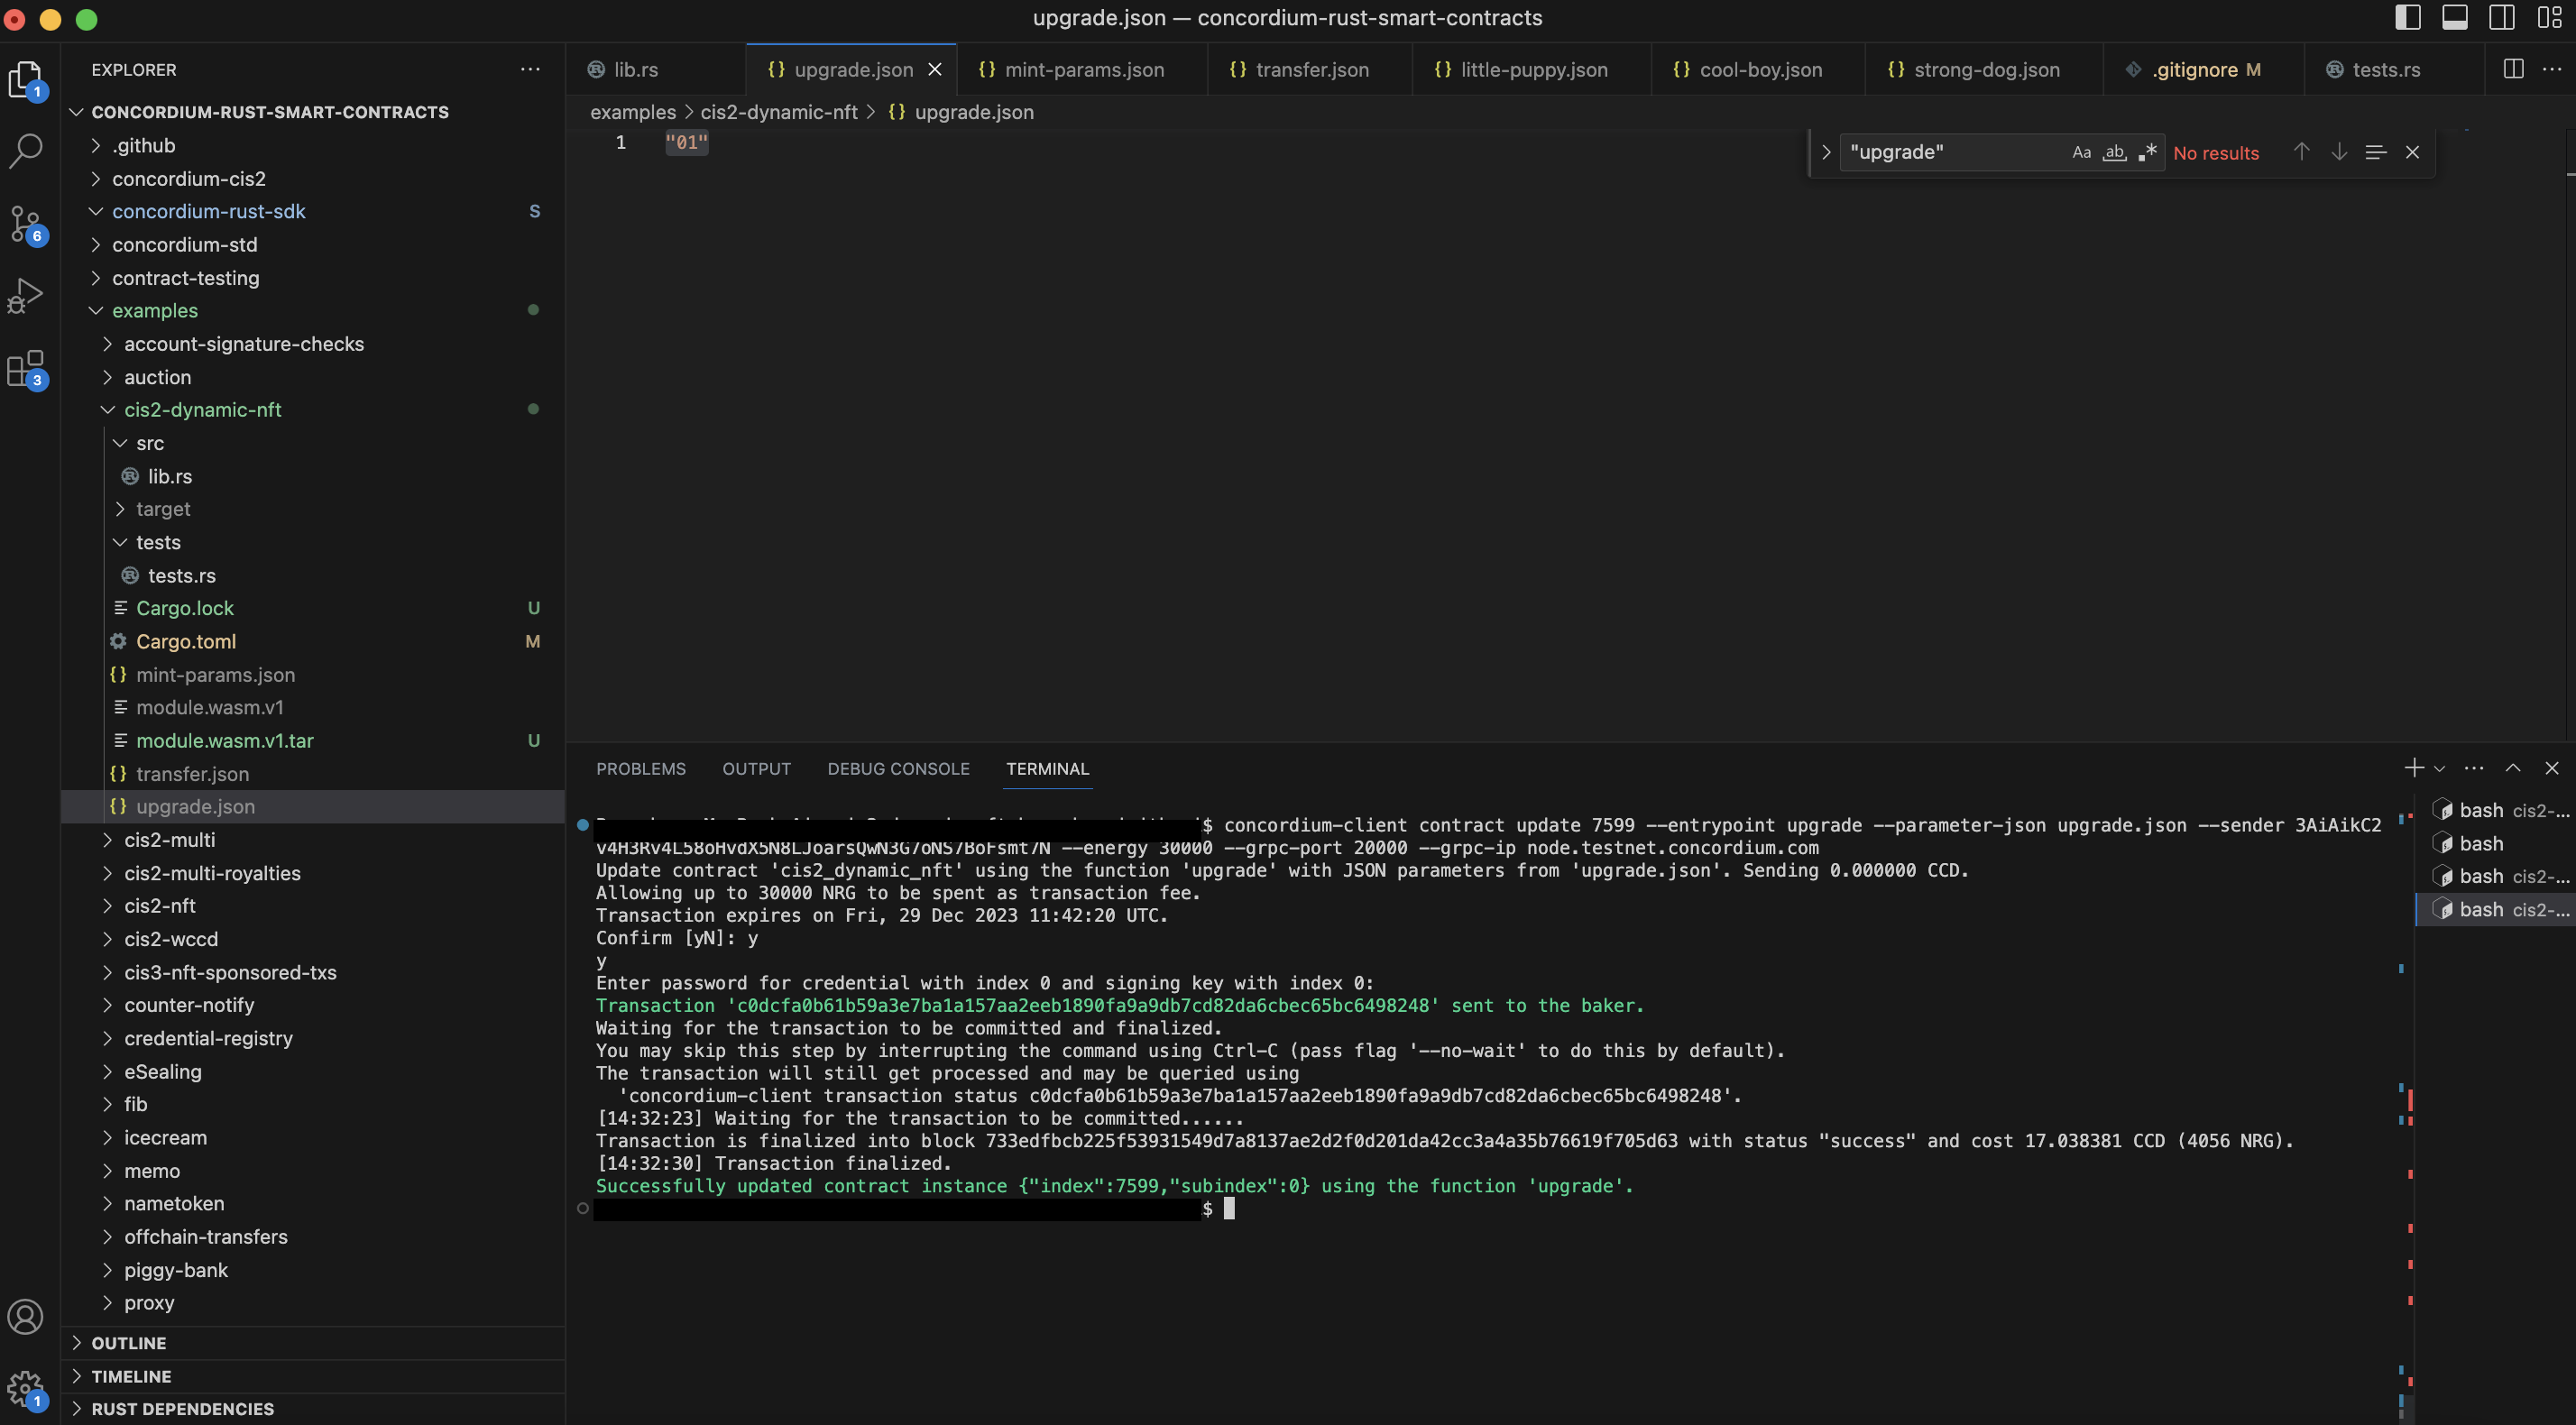 upgrade.json — concordium-rust-smart-contracts
EXPLORER
lib.rs
{} upgrade.json
{} mint-params.json
{} transfer.json
{} little-puppy.json
{} cool-boy.json
{} strong-dog.json
.gitignore M
tests.rs
examples > cis2-dynamic-nft > {} upgrade.json
1 "01"
"upgrade" Aa ab .* No results
1
6
3
1
CONCORDIUM-RUST-SMART-CONTRACTS
.github
concordium-cis2
concordium-rust-sdk S
concordium-std
contract-testing
examples
account-signature-checks
auction
cis2-dynamic-nft
src
lib.rs
target
tests
tests.rs
Cargo.lock U
Cargo.toml M
{} mint-params.json
module.wasm.v1
module.wasm.v1.tar U
{} transfer.json
{} upgrade.json
cis2-multi
cis2-multi-royalties
cis2-nft
cis2-wccd
cis3-nft-sponsored-txs
counter-notify
credential-registry
eSealing
fib
icecream
memo
nametoken
offchain-transfers
piggy-bank
proxy
OUTLINE
TIMELINE
RUST DEPENDENCIES
PROBLEMS OUTPUT DEBUG CONSOLE TERMINAL
$ concordium-client contract update 7599 --entrypoint upgrade --parameter-json upgrade.json --sender 3AiAikC2
v4H3Rv4L58oHvdX5N8LJoarsQwN3G7oNS7BoFsmt7N --energy 30000 --grpc-port 20000 --grpc-ip node.testnet.concordium.com
Update contract 'cis2_dynamic_nft' using the function 'upgrade' with JSON parameters from 'upgrade.json'. Sending 0.000000 CCD.
Allowing up to 30000 NRG to be spent as transaction fee.
Transaction expires on Fri, 29 Dec 2023 11:42:20 UTC.
Confirm [yN]: y
y
Enter password for credential with index 0 and signing key with index 0:
Transaction 'c0dcfa0b61b59a3e7ba1a157aa2eeb1890fa9a9db7cd82da6cbec65bc6498248' sent to the baker.
Waiting for the transaction to be committed and finalized.
You may skip this step by interrupting the command using Ctrl-C (pass flag '--no-wait' to do this by default).
The transaction will still get processed and may be queried using
'concordium-client transaction status c0dcfa0b61b59a3e7ba1a157aa2eeb1890fa9a9db7cd82da6cbec65bc6498248'.
[14:32:23] Waiting for the transaction to be committed......
Transaction is finalized into block 733edfbcb225f53931549d7a8137ae2d2f0d201da42cc3a4a35b76619f705d63 with status "success" and cost 17.038381 CCD (4056 NRG).
[14:32:30] Transaction finalized.
Successfully updated contract instance {"index":7599,"subindex":0} using the function 'upgrade'.
$
bash cis2-...
bash
bash cis2-...
bash cis2-...